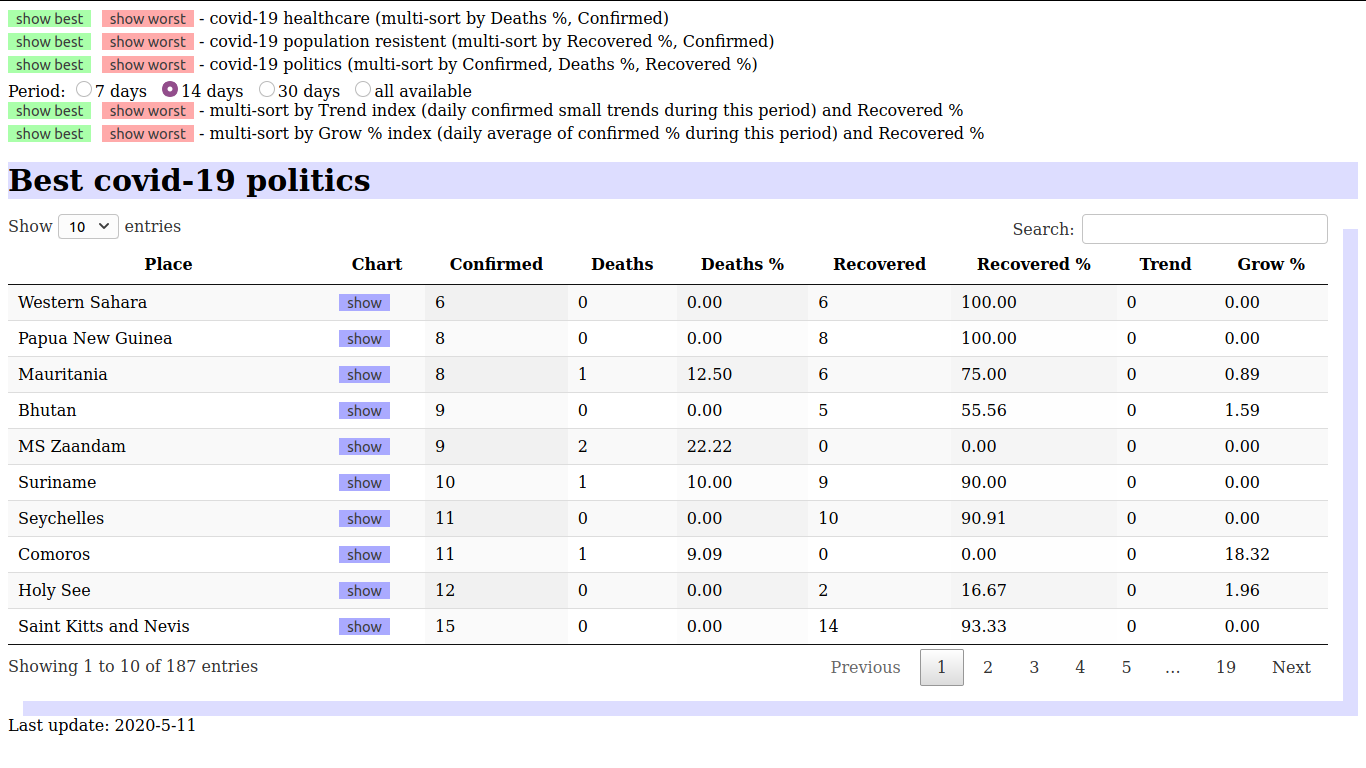 show best show worst - covid-19 healthcare (multi-sort by Deaths %, Confirmed)
show best show worst - covid-19 population resistent (multi-sort by Recovered %, Confirmed)
show best show worst - covid-19 politics (multi-sort by Confirmed, Deaths %, Recovered %)
Period: 7 days 14 days 30 days all available
show best show worst - multi-sort by Trend index (daily confirmed small trends during this period) and Recovered %
show best show worst - multi-sort by Grow % index (daily average of confirmed % during this period) and Recovered %
Best covid-19 politics
Show 10 entries Search:
Place Chart Confirmed Deaths Deaths % Recovered Recovered % Trend Grow %
Western Sahara show 6 0 0.00 6 100.00 0 0.00
Papua New Guinea show 8 0 0.00 8 100.00 0 0.00
Mauritania show 8 1 12.50 6 75.00 0 0.89
Bhutan show 9 0 0.00 5 55.56 0 1.59
MS Zaandam show 9 2 22.22 0 0.00 0 0.00
Suriname show 10 1 10.00 9 90.00 0 0.00
Seychelles show 11 0 0.00 10 90.91 0 0.00
Comoros show 11 1 9.09 0 0.00 0 18.32
Holy See show 12 0 0.00 2 16.67 0 1.96
Saint Kitts and Nevis show 15 0 0.00 14 93.33 0 0.00
Showing 1 to 10 of 187 entries Previous 1 2 3 4 5 … 19 Next
Last update: 2020-5-11